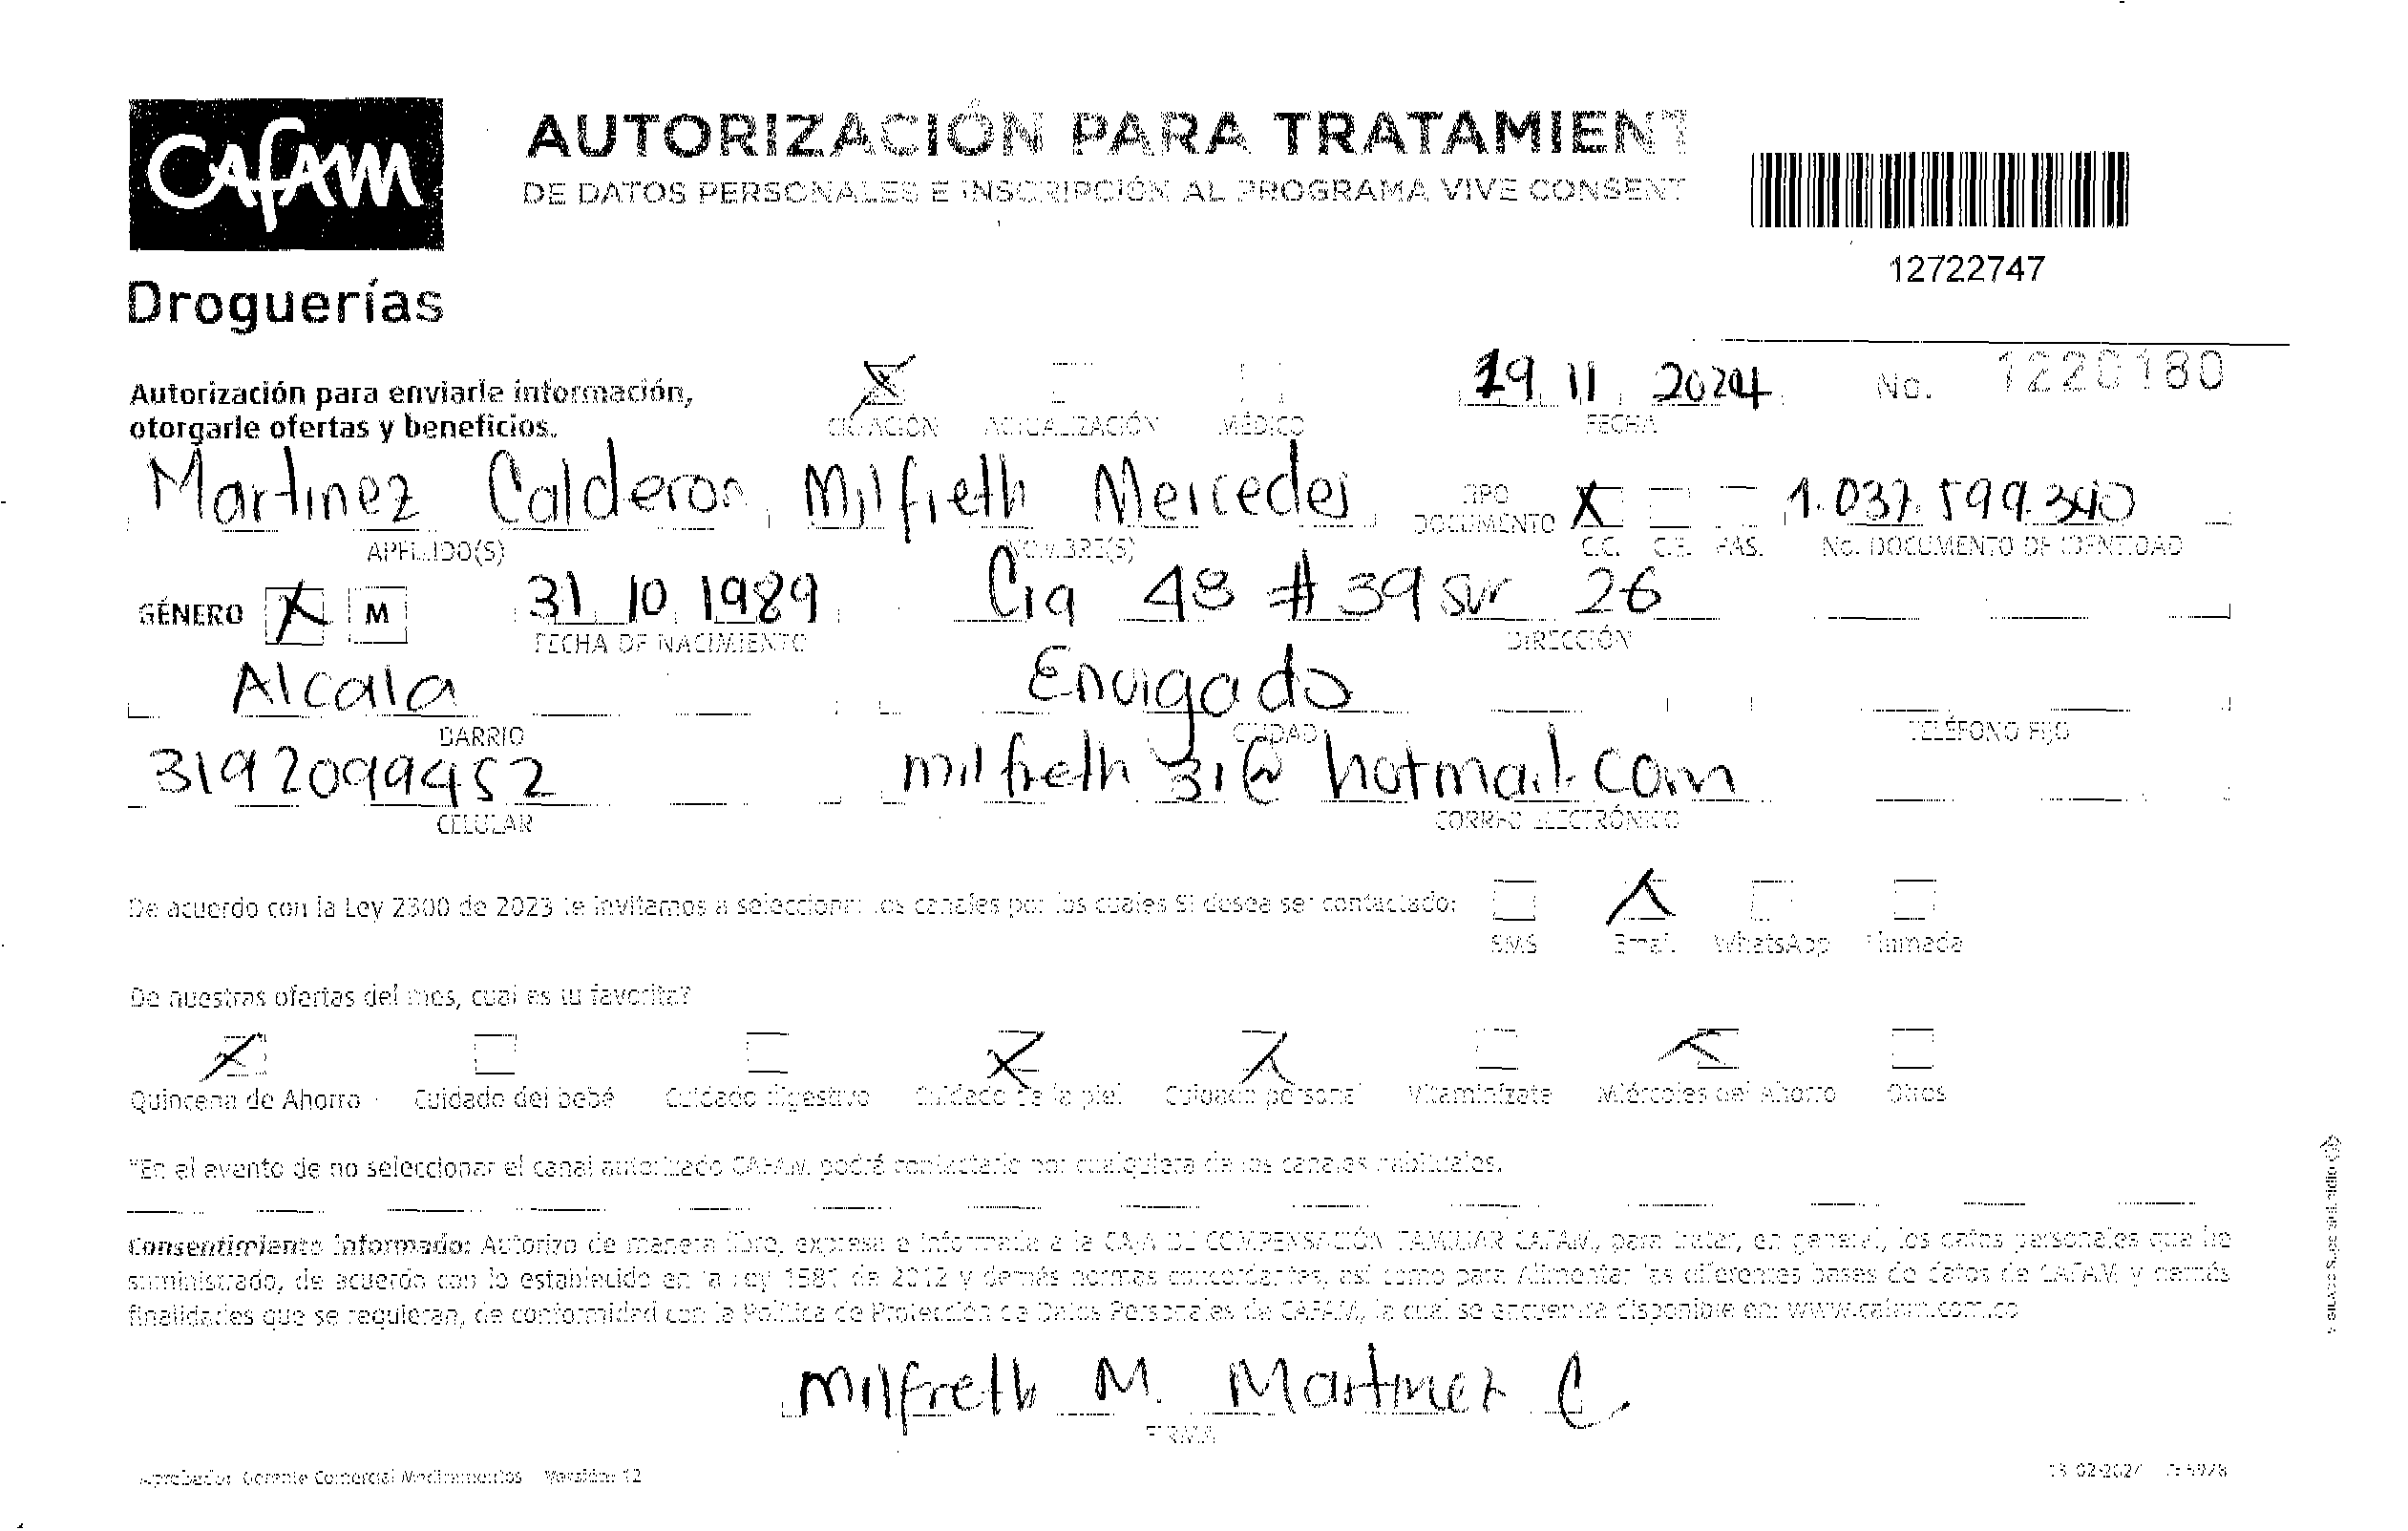 Cafam
Droguerías
AUTORIZACIÓN PARA TRATAMIENT
DE DATOS PERSONALES E INSCRIPCIÓN AL PROGRAMA VIVE CONSENT
12722747
Autorización para enviarle información,
otorgarle ofertas y beneficios.
CREACIÓN ACTUALIZACIÓN MÉDICO
19 11 2024
FECHA
No. 1220180
Martinez Calderon Milfreth Mercedes
APELLIDO(S) NOMBRE(S)
TIPO DOCUMENTO X 1.037.599.340
C.C. C.E. PAS. No. DOCUMENTO DE IDENTIDAD
GÉNERO X M 31 10 1989 Cra 48 # 39 sur 26
FECHA DE NACIMIENTO DIRECCIÓN
Alcala Envigado
BARRIO CIUDAD TELÉFONO FIJO
3192099452 milfreth31@hotmail.com
CELULAR CORREO ELECTRÓNICO
De acuerdo con la Ley 2300 de 2023 te invitamos a seleccionar los canales por los cuales SI desea ser contactado:
SMS Email WhatsApp Llamada
De nuestras ofertas del mes, cual es tu favorita?
Quincena de Ahorro Cuidado del bebé Cuidado digestivo Cuidado de la piel Cuidado personal Vitamínízate Miércoles del Ahorro Otros
*En el evento de no seleccionar el canal autorizado CAFAM, podrá contactarlo por cualquiera de los canales habituales.
Consentimiento Informado: Autorizo de manera libre, expresa e informada a la CAJA DE COMPENSACIÓN FAMILIAR CAFAM, para tratar, en general, los datos personales que he
suministrado, de acuerdo con lo establecido en la Ley 1581 de 2012 y demás normas concordantes, así como para Alimentar las diferentes bases de datos de CAFAM y demás
finalidades que se requieran, de conformidad con la Política de Protección de Datos Personales de CAFAM, la cual se encuentra disponible en: www.cafam.com.co
Milfreth M. Martinez C.
FIRMA
Aprobador Gerente Comercial Medicamentos Versión: 12
VIGILADO SuperSubsidio